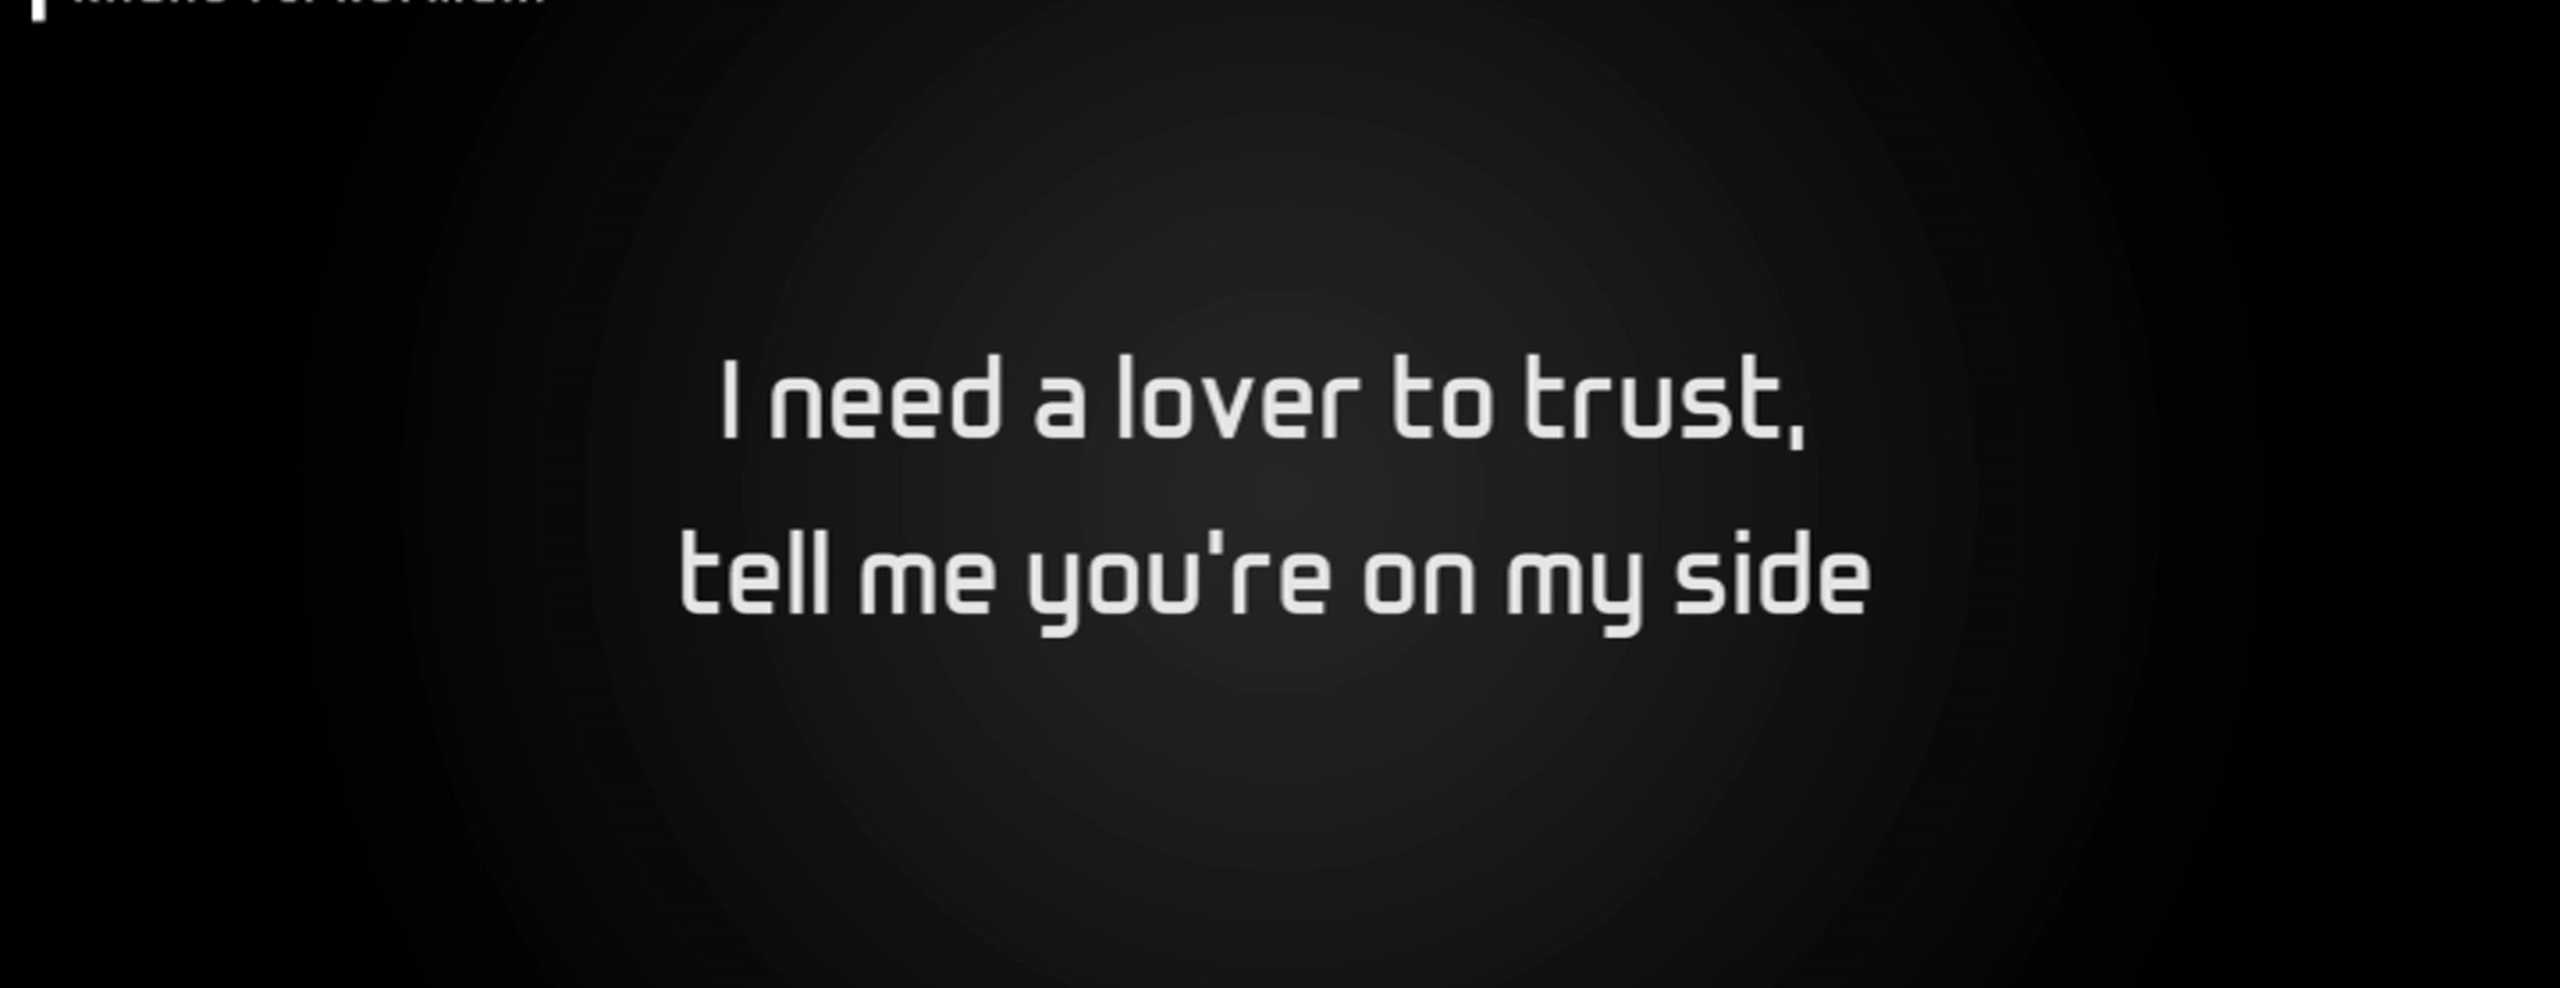 I need a lover to trust,
tell me you're on my side